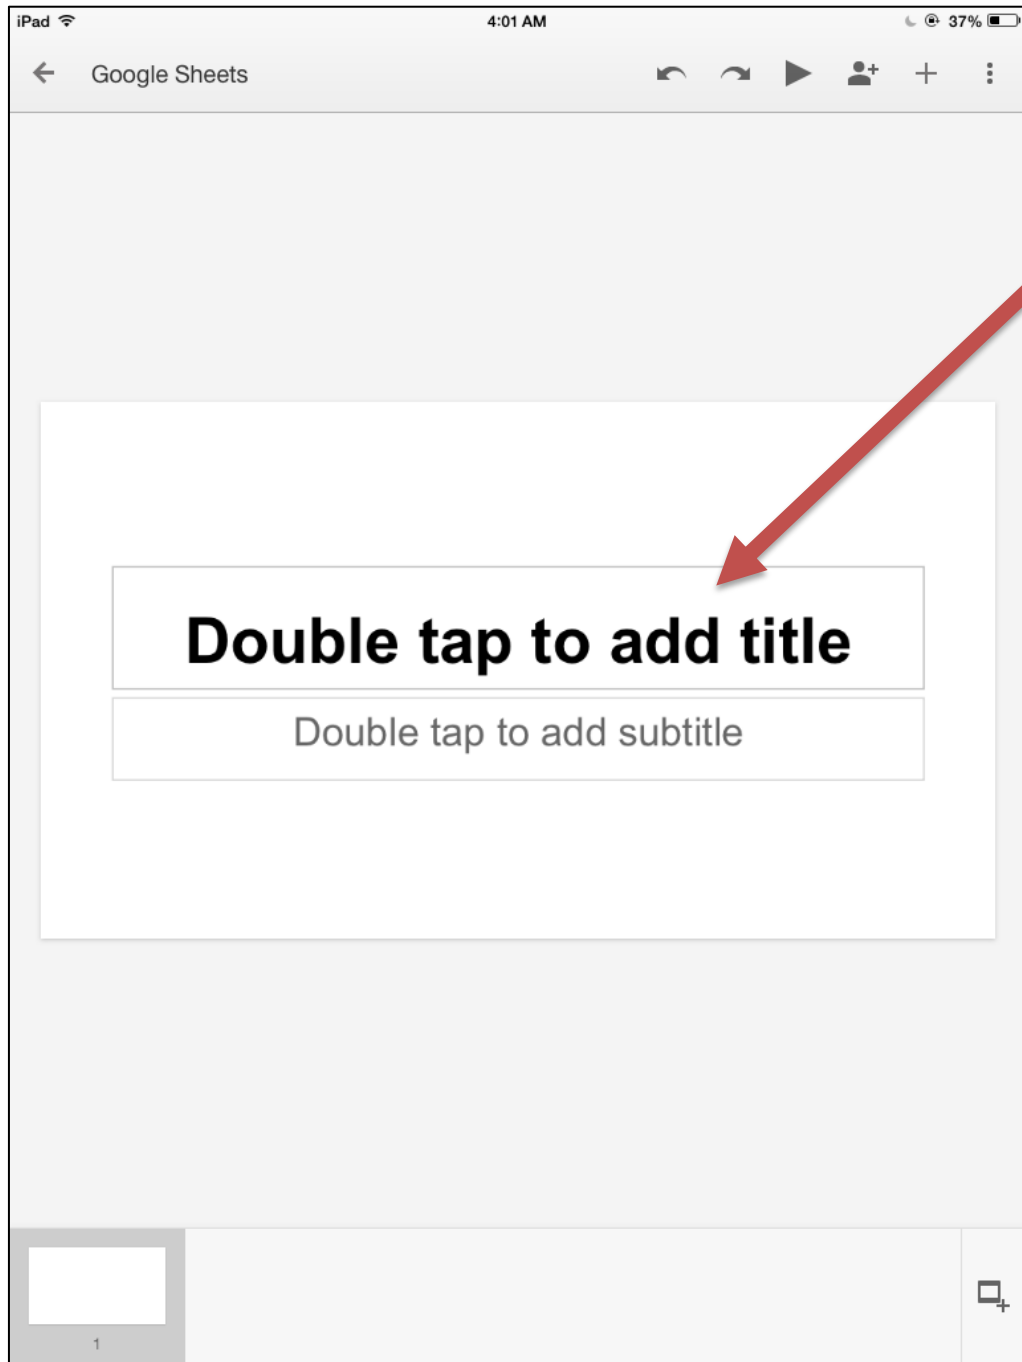 iPad 4:01 AM 37%
Google Sheets
Double tap to add title
Double tap to add subtitle
1